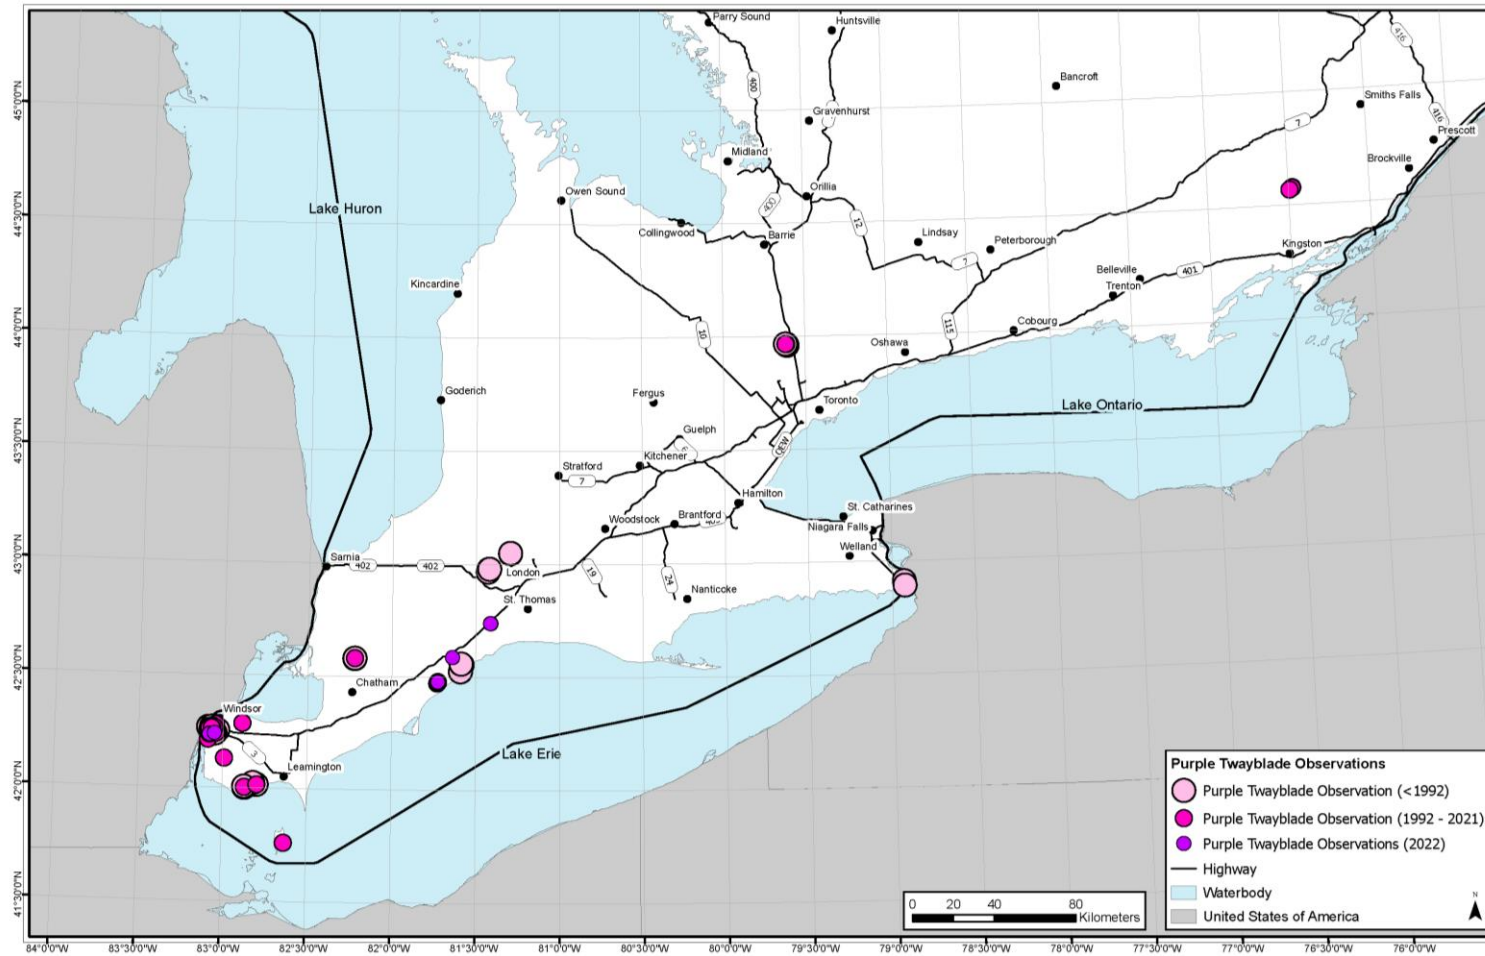 Parry Sound
Huntsville
400
416
Bancroft
Smiths Falls
Gravenhurst
7
416
Prescott
Midland
Brockville
Owen Sound
Orillia
400
12
Collingwood
Barrie
Lindsay
Peterborough
7
Kingston
Lake Huron
Kincardine
Belleville
401
Trenton
10
115
Cobourg
Oshawa
Goderich
Fergus
Toronto
Lake Ontario
Guelph
6
QEW
Kitchener
Stratford
7
Hamilton
Woodstock
Brantford
403
St. Catharines
Niagara Falls
Welland
Sarnia
402
402
London
19
24
Nanticoke
St. Thomas
Chatham
Windsor
3
Leamington
Lake Erie
45°0'0"N
44°30'0"N
44°0'0"N
43°30'0"N
43°0'0"N
42°30'0"N
42°0'0"N
41°30'0"N
84°0'0"W
83°30'0"W
83°0'0"W
82°30'0"W
82°0'0"W
81°30'0"W
81°0'0"W
80°30'0"W
80°0'0"W
79°30'0"W
79°0'0"W
78°30'0"W
78°0'0"W
77°30'0"W
77°0'0"W
76°30'0"W
76°0'0"W
0 20 40 80
Kilometers
Purple Twayblade Observations
Purple Twayblade Observation (<1992)
Purple Twayblade Observation (1992 - 2021)
Purple Twayblade Observations (2022)
Highway
Waterbody
United States of America
N